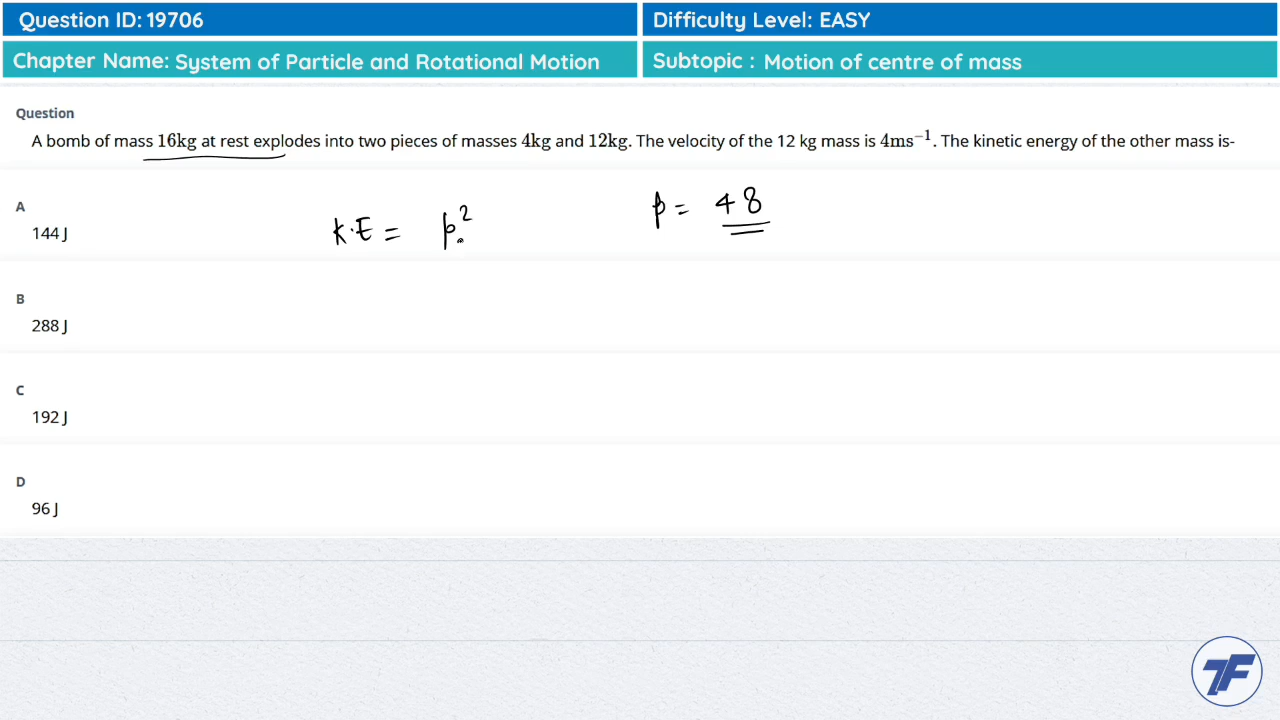 Question ID: 19706
Difficulty Level: EASY
Chapter Name: System of Particle and Rotational Motion
Subtopic : Motion of centre of mass
Question
A bomb of mass 16kg at rest explodes into two pieces of masses 4kg and 12kg. The velocity of the 12 kg mass is 4ms⁻¹. The kinetic energy of the other mass is-
A
144 J
K.E = p²
p = 48
B
288 J
C
192 J
D
96 J